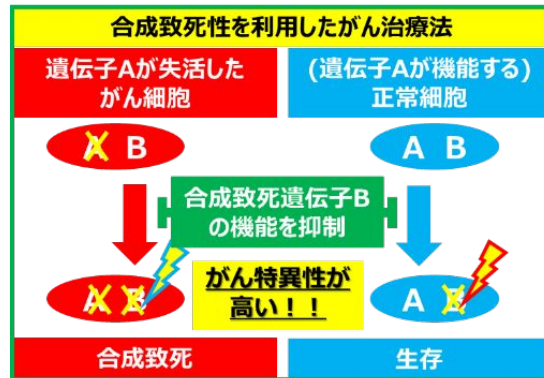 合成致死性を利用したがん治療法
遺伝子Aが失活した
がん細胞
(遺伝子Aが機能する)
正常細胞
A B
A B
合成致死遺伝子B
の機能を抑制
A B
がん特異性が
高い！！
A B
合成致死
生存